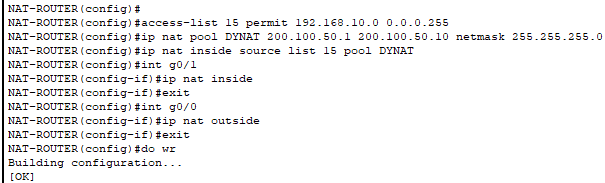 NAT-ROUTER(config)#
NAT-ROUTER(config)#access-list 15 permit 192.168.10.0 0.0.0.255
NAT-ROUTER(config)#ip nat pool DYNAT 200.100.50.1 200.100.50.10 netmask 255.255.255.0
NAT-ROUTER(config)#ip nat inside source list 15 pool DYNAT
NAT-ROUTER(config)#int g0/1
NAT-ROUTER(config-if)#ip nat inside
NAT-ROUTER(config-if)#exit
NAT-ROUTER(config)#int g0/0
NAT-ROUTER(config-if)#ip nat outside
NAT-ROUTER(config-if)#exit
NAT-ROUTER(config)#do wr
Building configuration...
[OK]